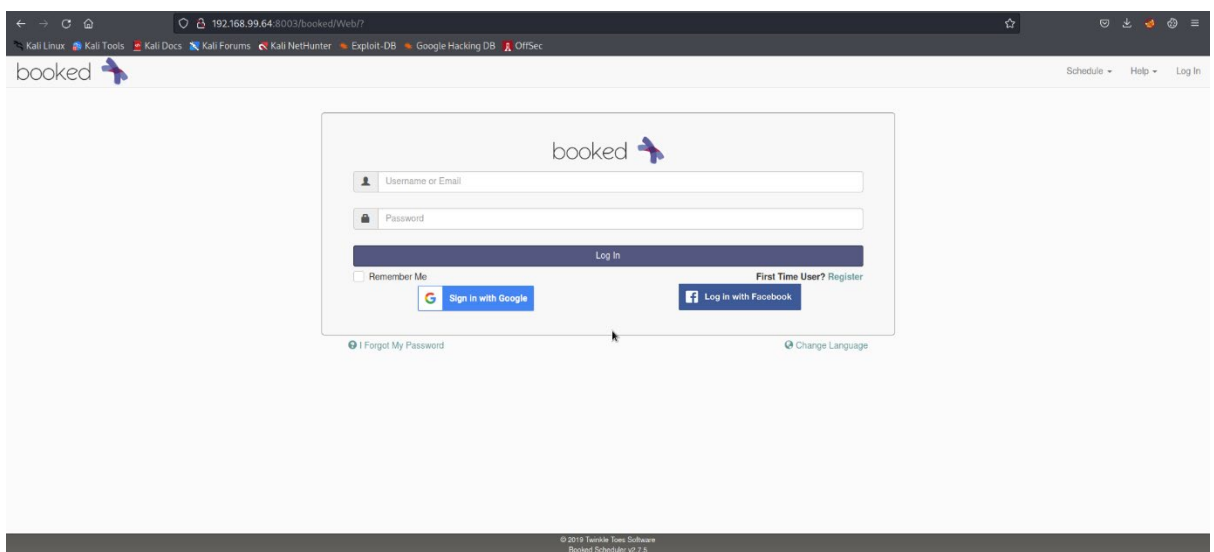 192.168.99.64:8003/booked/Web/?
Kali Linux Kali Tools Kali Docs Kali Forums Kali NetHunter Exploit-DB Google Hacking DB OffSec
booked Schedule Help Log In
booked
Username or Email
Password
Log In
Remember Me First Time User? Register
G Sign in with Google f Log in with Facebook
I Forgot My Password Change Language
© 2019 Twinkle Toes Software
Booked Scheduler v2.7.5